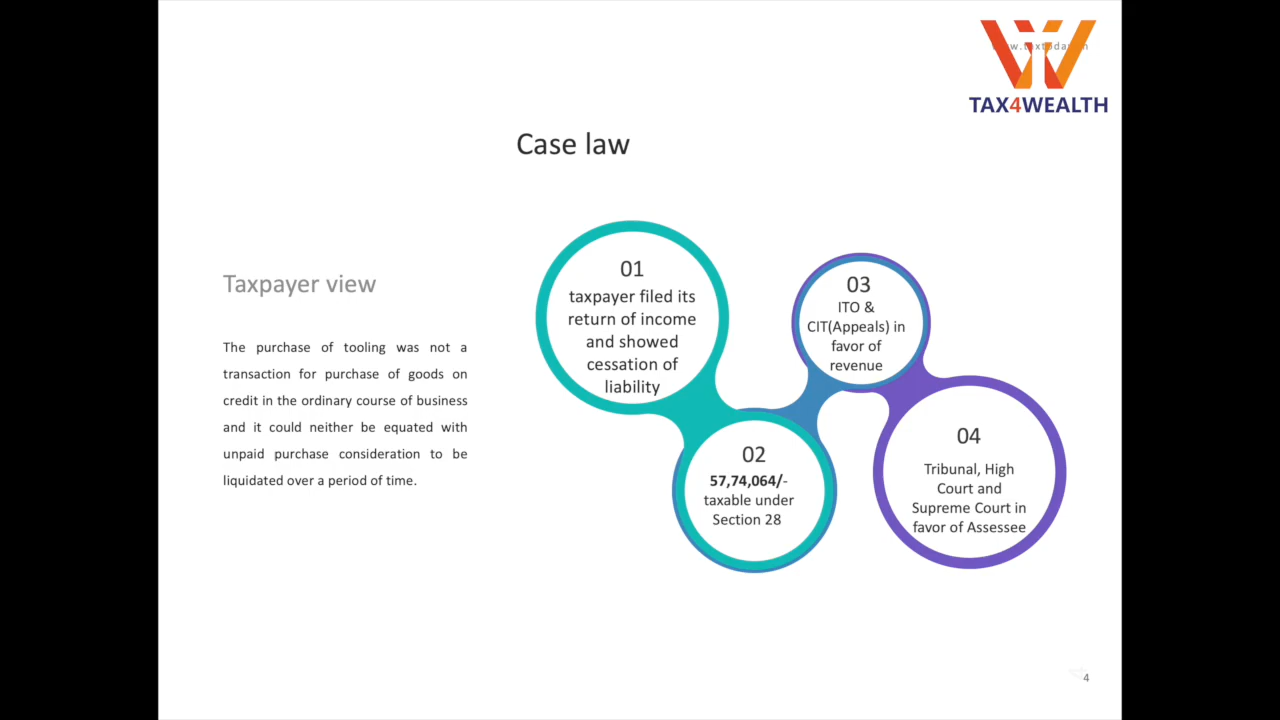 TAX4WEALTH
Case law
Taxpayer view
The purchase of tooling was not a
transaction for purchase of goods on
credit in the ordinary course of business
and it could neither be equated with
unpaid purchase consideration to be
liquidated over a period of time.
01
taxpayer filed its
return of income
and showed
cessation of
liability
02
57,74,064/-
taxable under
Section 28
03
ITO &
CIT(Appeals) in
favor of
revenue
04
Tribunal, High
Court and
Supreme Court in
favor of Assessee
4